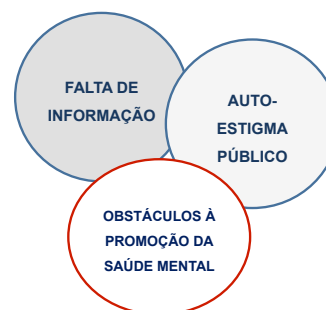 FALTA DE
INFORMAÇÃO
AUTO-
ESTIGMA
PÚBLICO
OBSTÁCULOS À
PROMOÇÃO DA
SAÚDE MENTAL